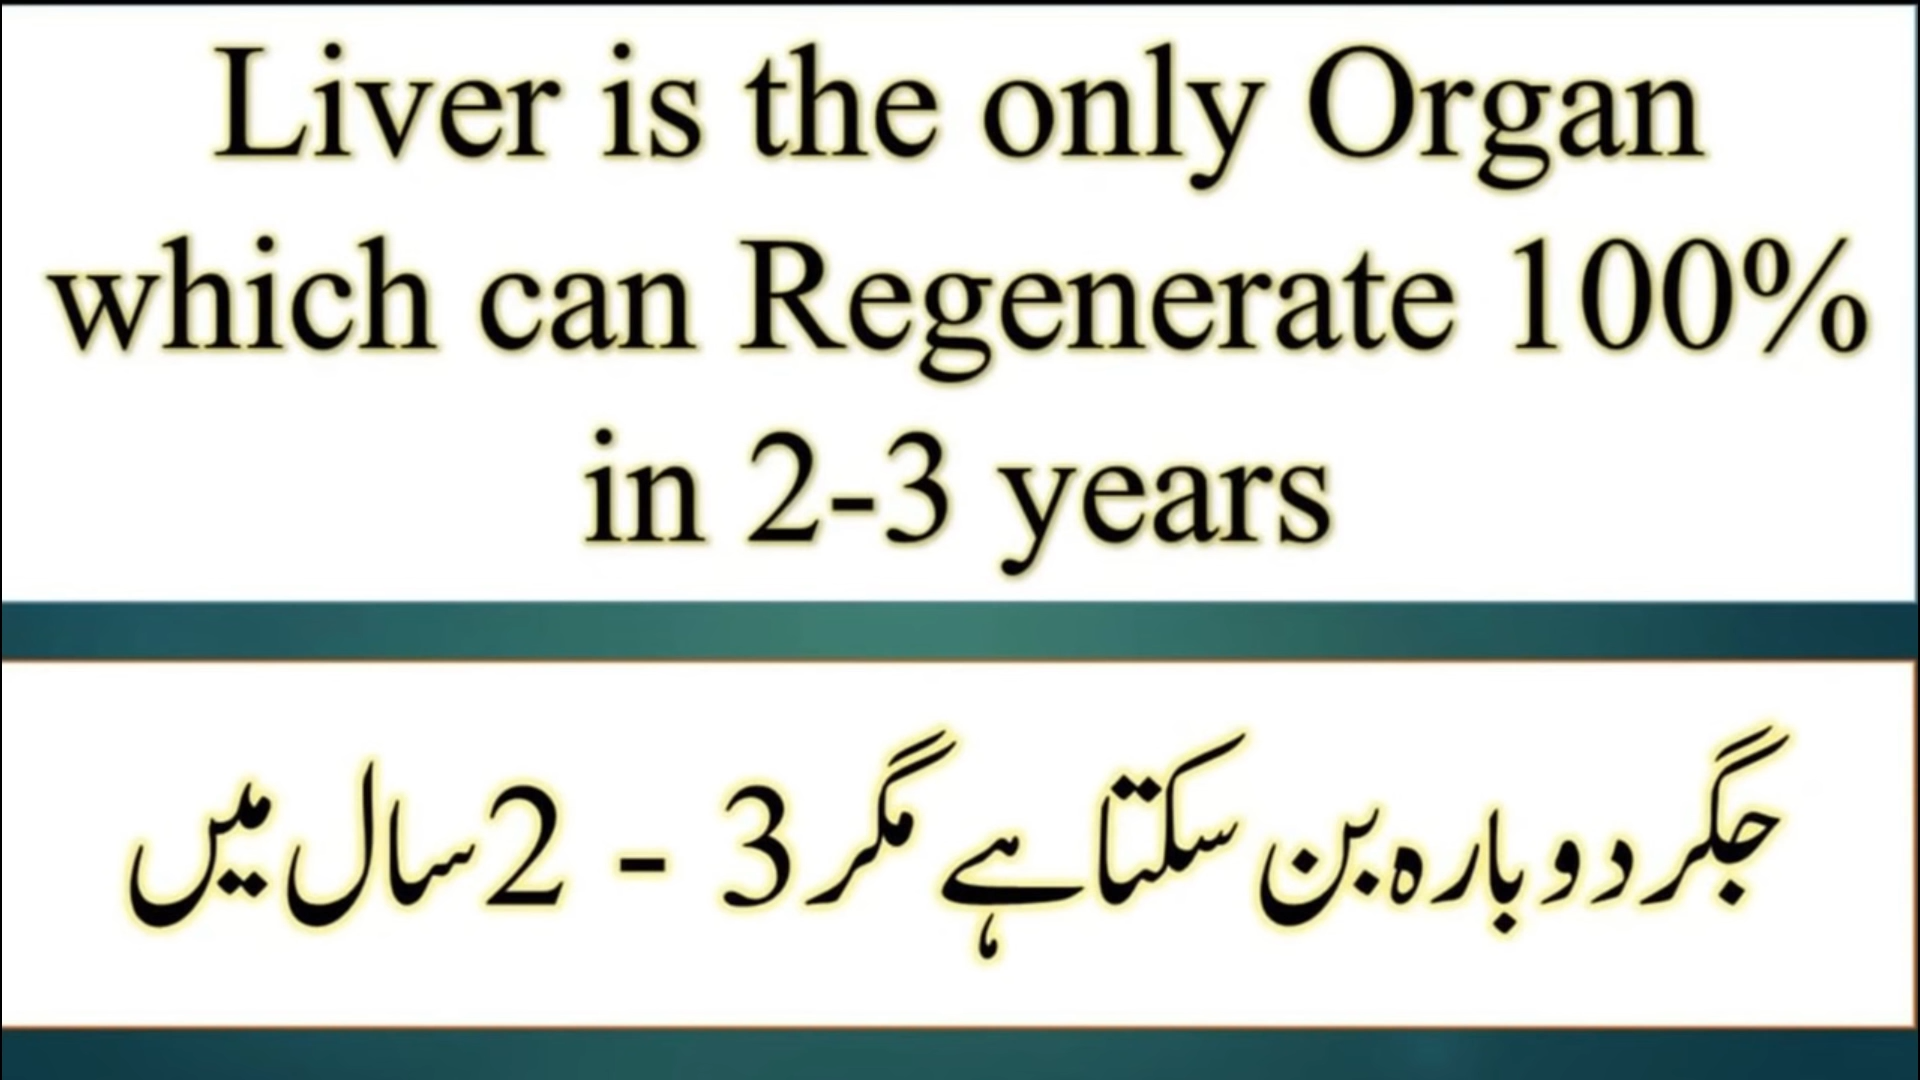 Liver is the only Organ
which can Regenerate 100%
in 2-3 years
جگر دوبارہ بن سکتا ہے مگر 3 - 2 سال میں